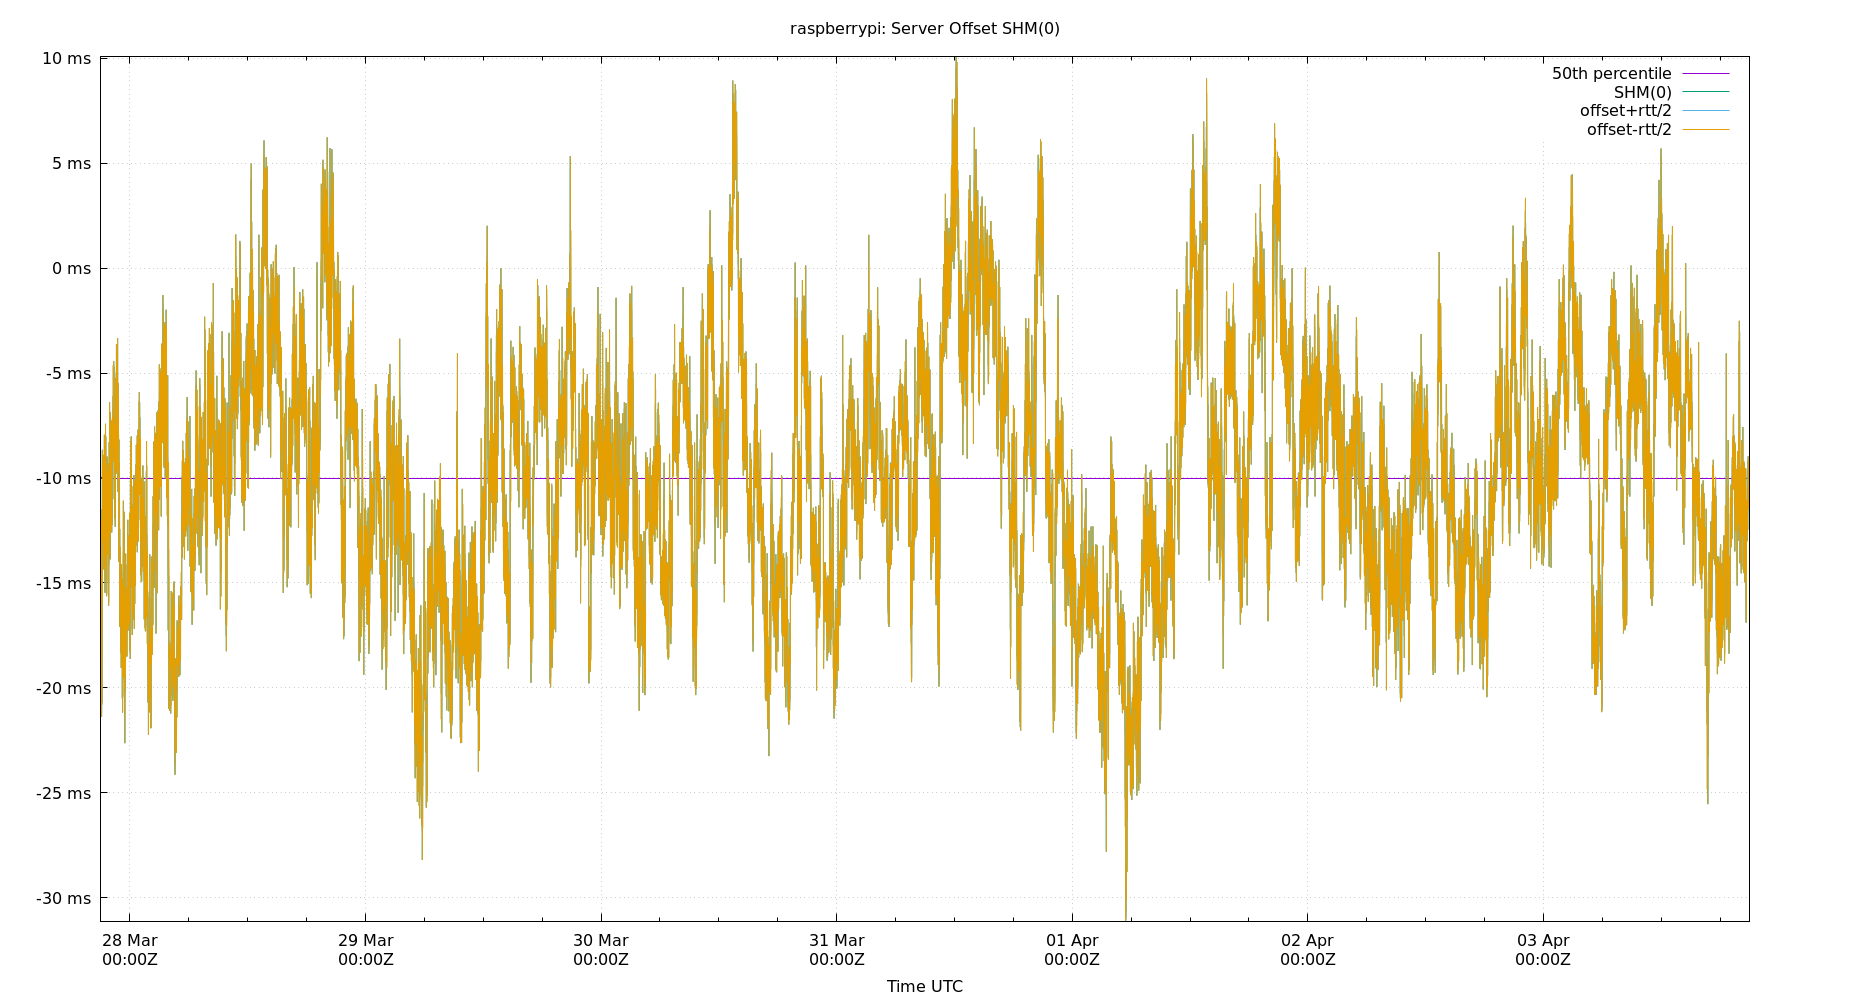 raspberrypi: Server Offset SHM(0)
10 ms
5 ms
0 ms
-5 ms
-10 ms
-15 ms
-20 ms
-25 ms
-30 ms
50th percentile
SHM(0)
offset+rtt/2
offset-rtt/2
28 Mar 29 Mar 30 Mar 31 Mar 01 Apr 02 Apr 03 Apr
00:00Z 00:00Z 00:00Z 00:00Z 00:00Z 00:00Z 00:00Z
Time UTC